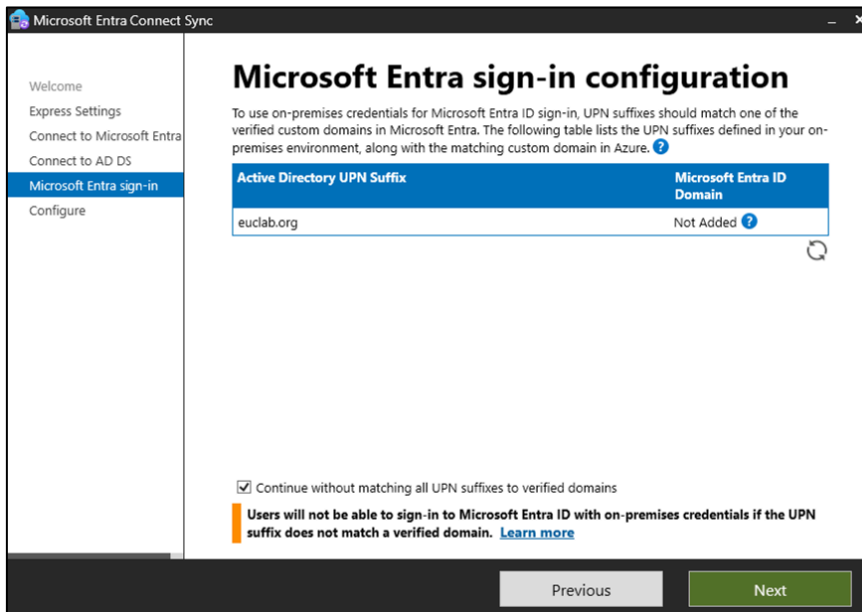 Microsoft Entra Connect Sync
Welcome
Express Settings
Connect to Microsoft Entra
Connect to AD DS
Microsoft Entra sign-in
Configure
Microsoft Entra sign-in configuration
To use on-premises credentials for Microsoft Entra ID sign-in, UPN suffixes should match one of the
verified custom domains in Microsoft Entra. The following table lists the UPN suffixes defined in your on-
premises environment, along with the matching custom domain in Azure. ?
Active Directory UPN Suffix
Microsoft Entra ID
Domain
euclab.org
Not Added ?
Continue without matching all UPN suffixes to verified domains
Users will not be able to sign-in to Microsoft Entra ID with on-premises credentials if the UPN
suffix does not match a verified domain. Learn more
Previous
Next